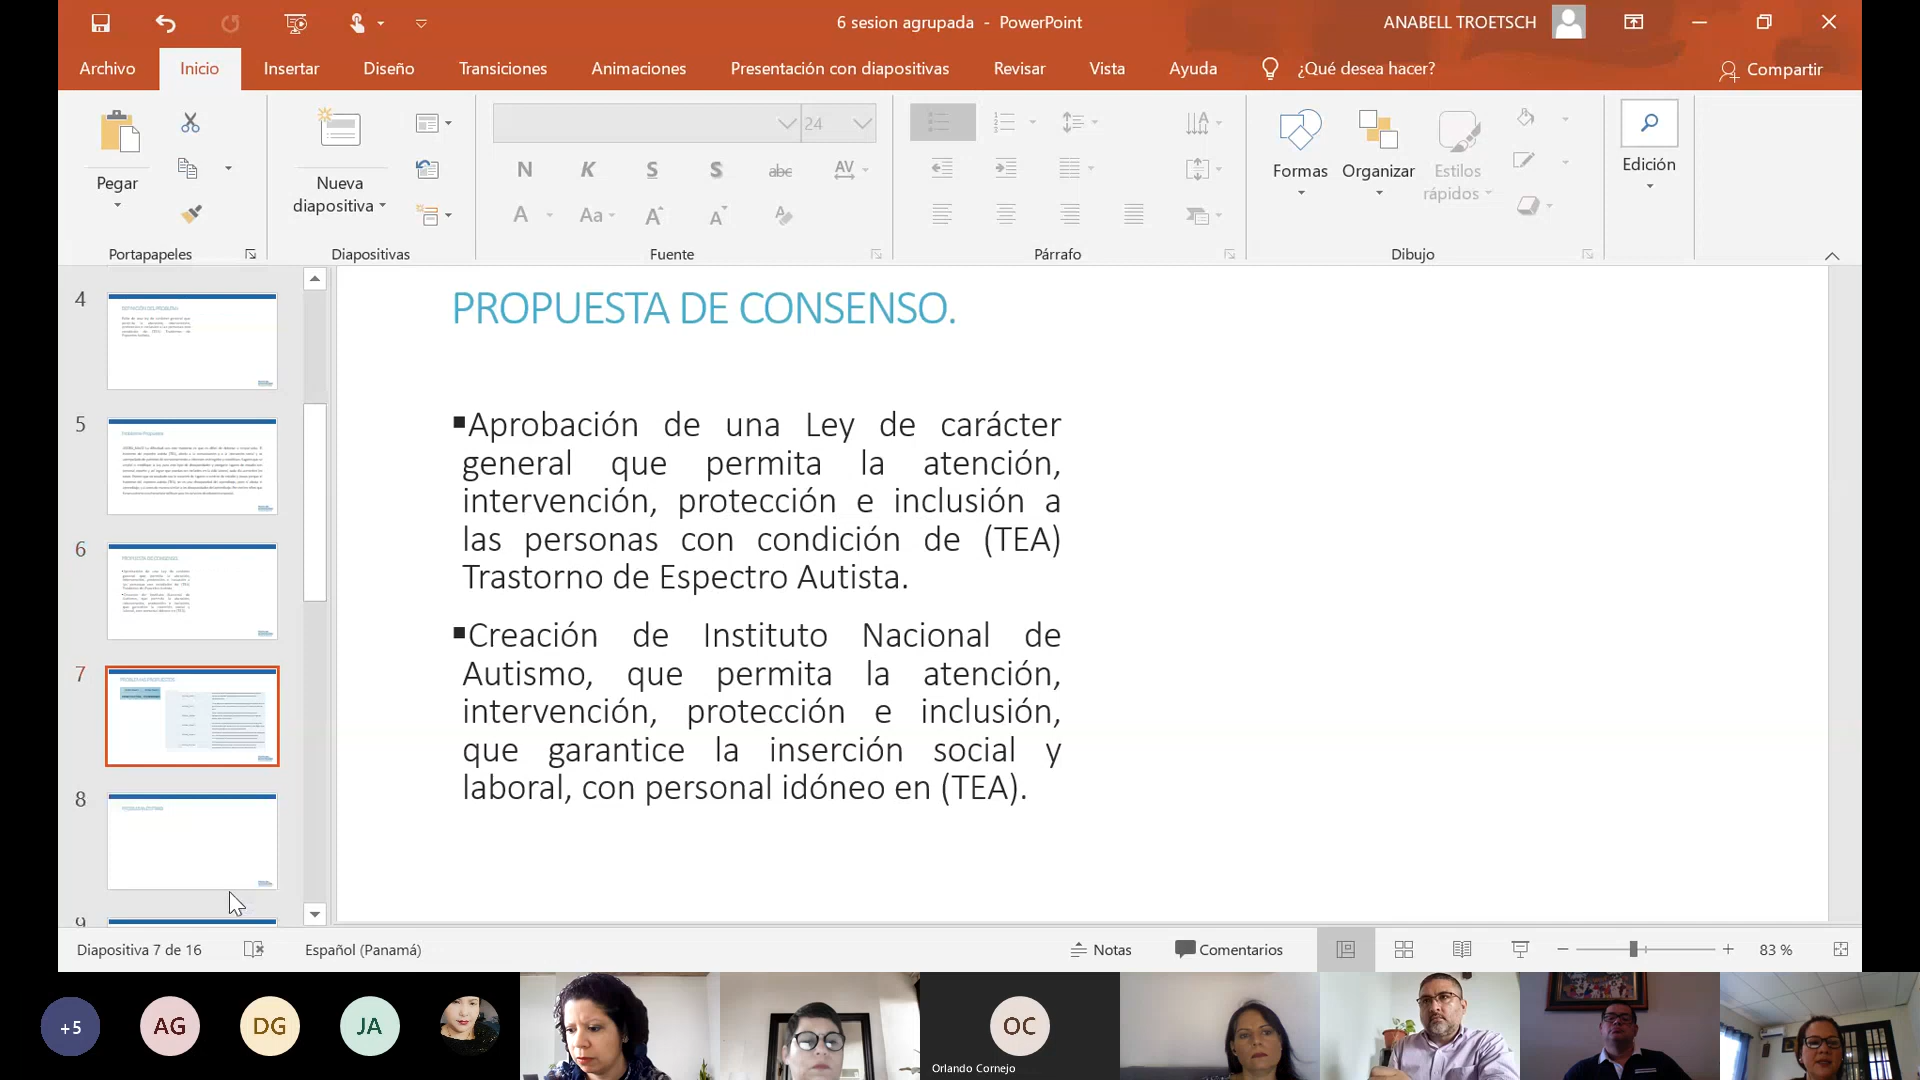 6 sesion agrupada - PowerPoint
ANABELL TROETSCH
Archivo
Inicio
Insertar
Diseño
Transiciones
Animaciones
Presentación con diapositivas
Revisar
Vista
Ayuda
¿Qué desea hacer?
Compartir
Pegar
Portapapeles
Nueva
diapositiva
Diapositivas
24
N K S S abc AV
A Aa A A
Fuente
Párrafo
Formas
Organizar
Estilos
rápidos
Dibujo
Edición
4
5
6
7
8
9
PROPUESTA DE CONSENSO.
▪Aprobación de una Ley de carácter
general que permita la atención,
intervención, protección e inclusión a
las personas con condición de (TEA)
Trastorno de Espectro Autista.
▪Creación de Instituto Nacional de
Autismo, que permita la atención,
intervención, protección e inclusión,
que garantice la inserción social y
laboral, con personal idóneo en (TEA).
Diapositiva 7 de 16
Español (Panamá)
Notas
Comentarios
83 %
+5
AG
DG
JA
OC
Orlando Cornejo